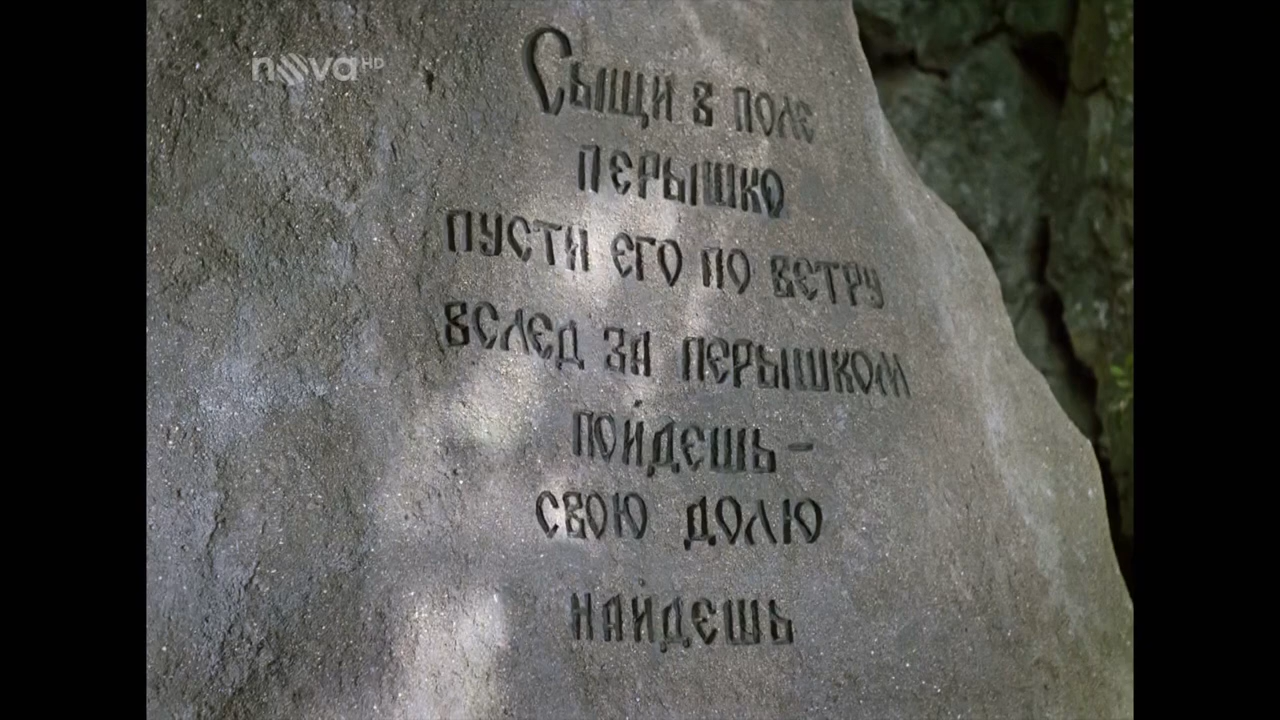 nova HD
Сыщи в поле
перышко
пусти его по ветру
вслед за перышком
пойдешь –
свою долю
найдешь